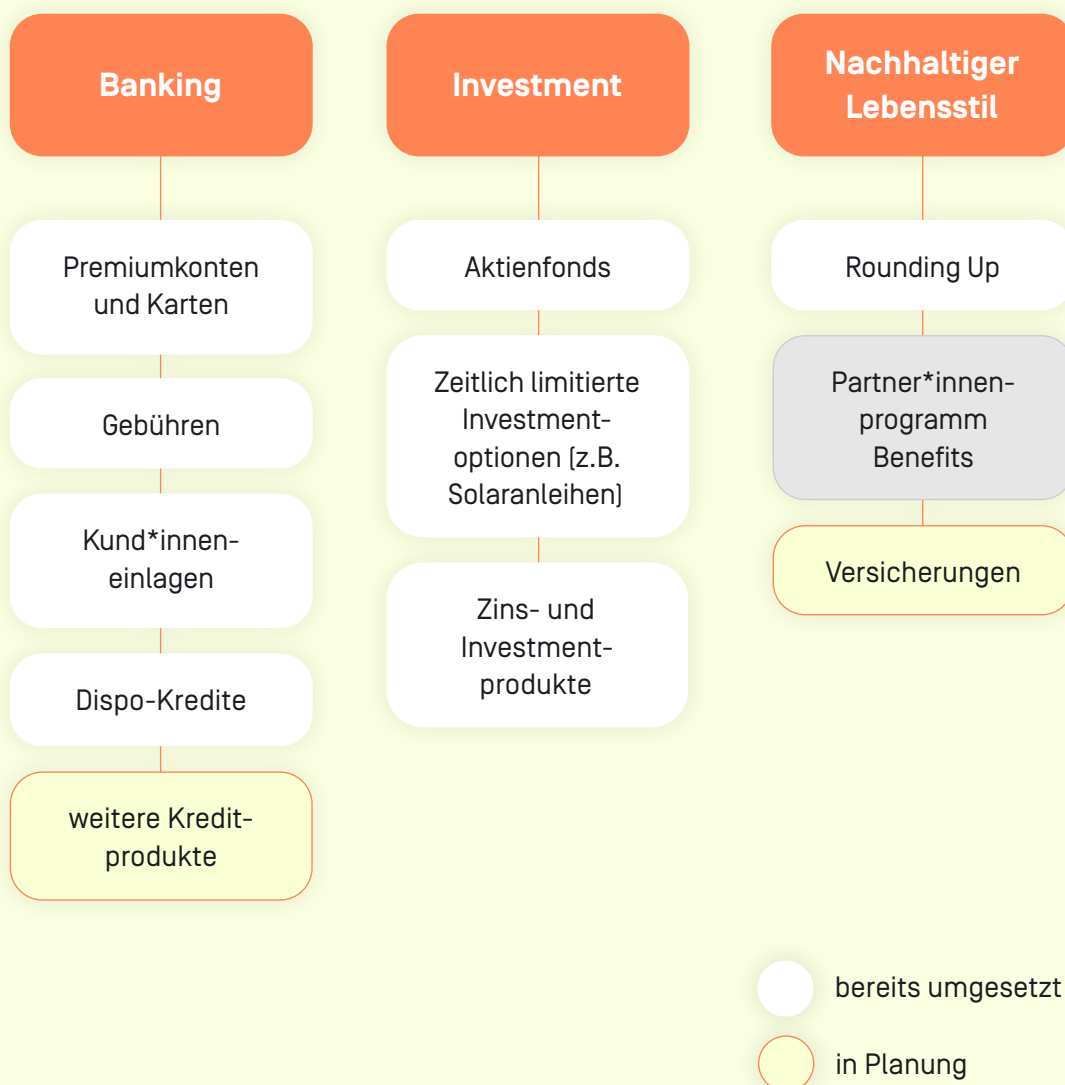 Banking
Premiumkonten
und Karten
Gebühren
Kund*innen-
einlagen
Dispo-Kredite
weitere Kredit-
produkte
Investment
Aktienfonds
Zeitlich limitierte
Investment-
optionen (z.B.
Solaranleihen)
Zins- und
Investment-
produkte
Nachhaltiger
Lebensstil
Rounding Up
Partner*innen-
programm
Benefits
Versicherungen
bereits umgesetzt
in Planung